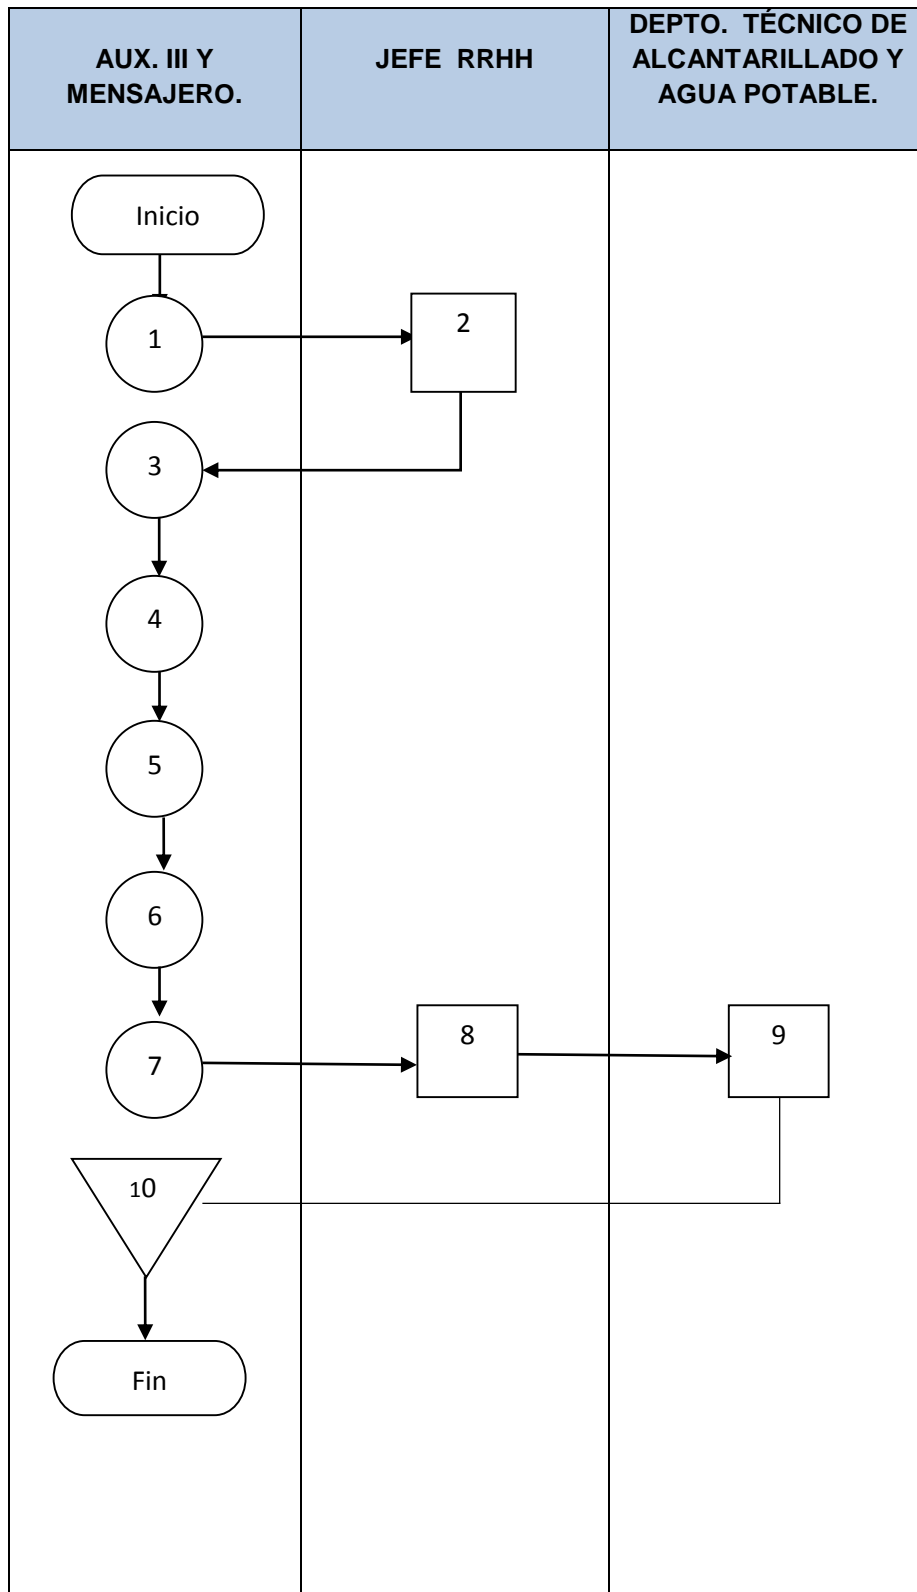 AUX. III Y
MENSAJERO.
JEFE RRHH
DEPTO. TÉCNICO DE
ALCANTARILLADO Y
AGUA POTABLE.
Inicio
1
2
3
4
5
6
7
8
9
10
Fin